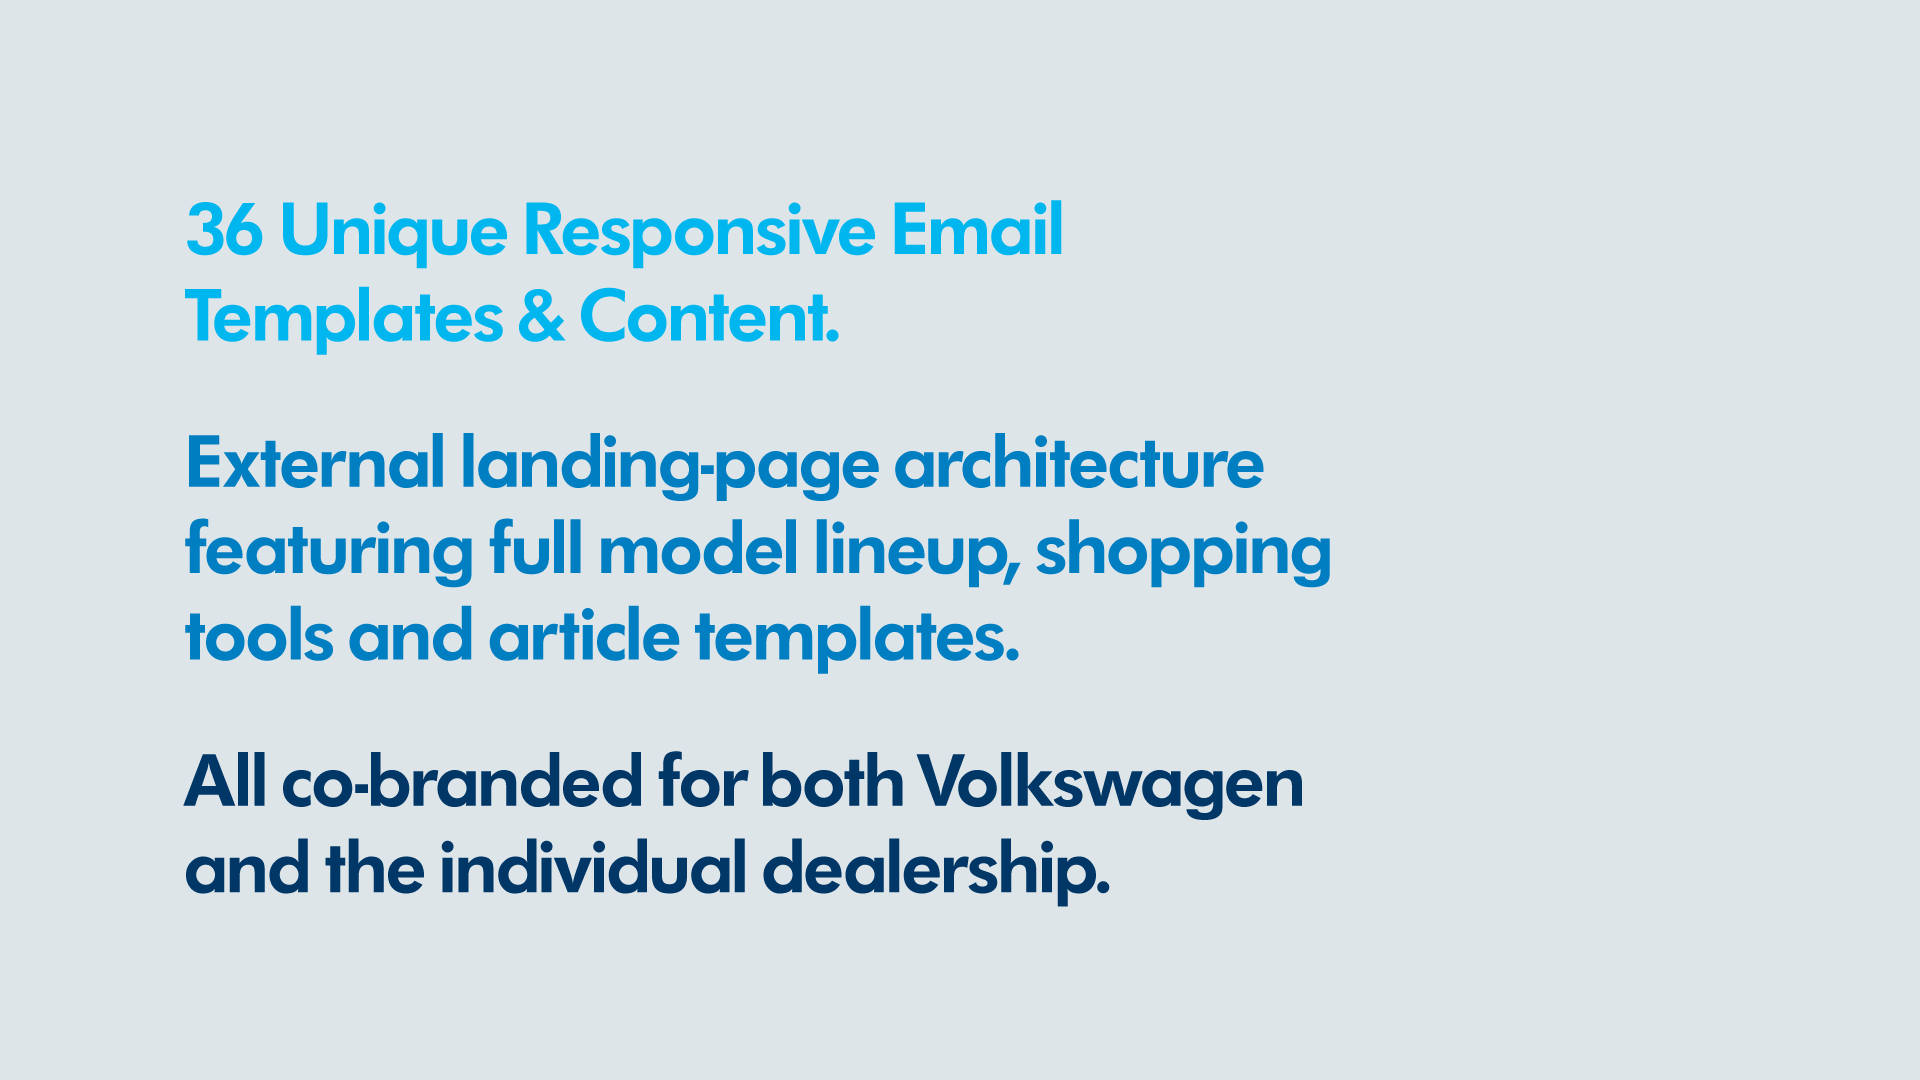 36 Unique Responsive Email
Templates & Content.
External landing-page architecture
featuring full model lineup, shopping
tools and article templates.
All co-branded for both Volkswagen
and the individual dealership.